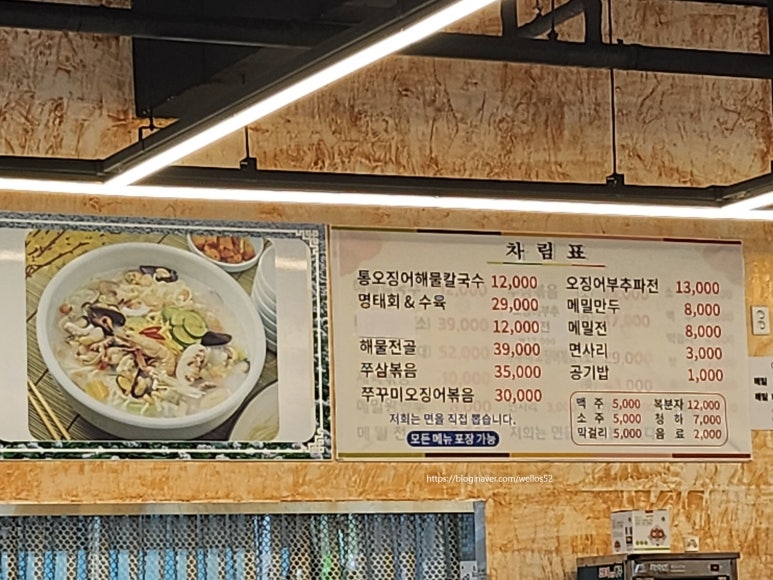 차림표
통오징어해물칼국수 12,000
명태회 & 수육 29,000
12,000
해물전골 39,000
쭈삼볶음 35,000
쭈꾸미오징어볶음 30,000
저희는 면을 직접 뽑습니다.
모든 메뉴 포장 가능
오징어부추파전 13,000
메밀만두 8,000
메밀전 8,000
면사리 3,000
공기밥 1,000
맥 주 5,000 복분자 12,000
소 주 5,000 청 하 7,000
막걸리 5,000 음 료 2,000
메밀
메밀
https://bloginaver.com/wellos52